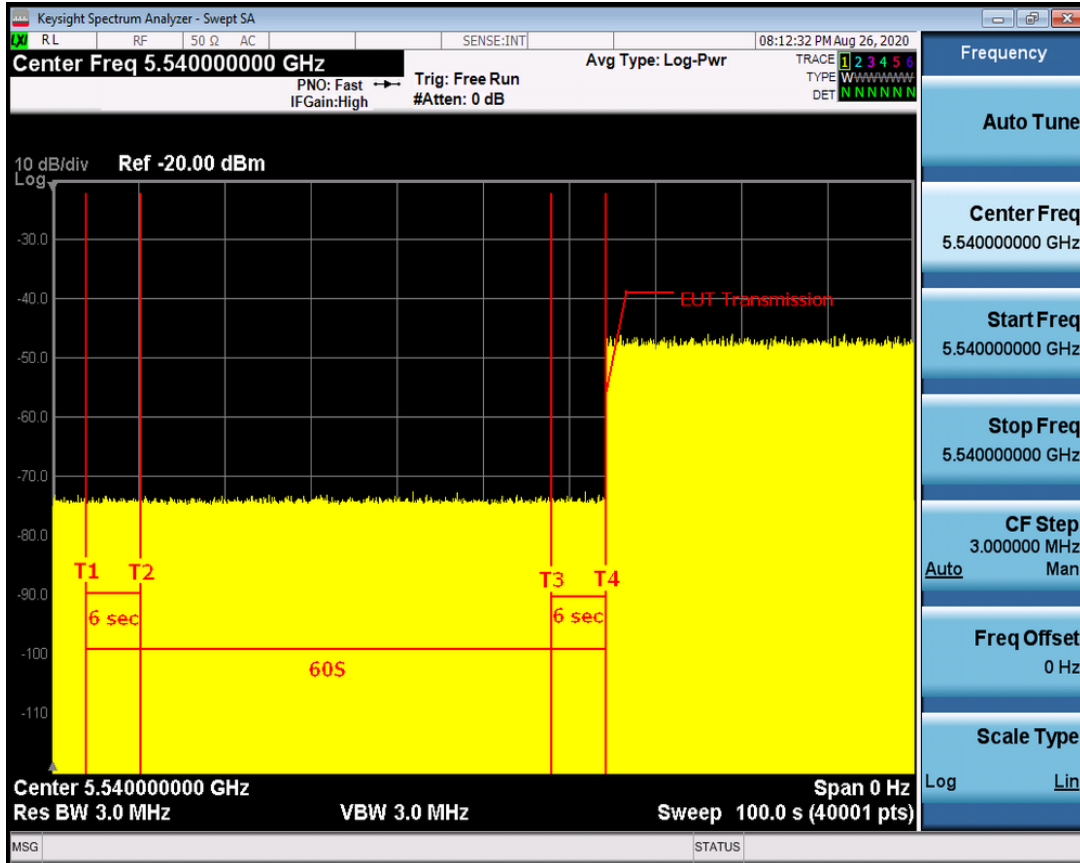 Keysight Spectrum Analyzer - Swept SA
LXI RL RF 50 Ω AC SENSE:INT 08:12:32 PM Aug 26, 2020
Center Freq 5.540000000 GHz
PNO: Fast
IFGain:High
Trig: Free Run
#Atten: 0 dB
Avg Type: Log-Pwr
TRACE 1 2 3 4 5 6
TYPE WWWWWW
DET N N N N N N
10 dB/div Ref -20.00 dBm
Log
-30.0
-40.0
-50.0
-60.0
-70.0
-80.0
-90.0
-100
-110
EUT Transmission
T1 T2
T3 T4
6 sec
6 sec
60S
Center 5.540000000 GHz Span 0 Hz
Res BW 3.0 MHz VBW 3.0 MHz Sweep 100.0 s (40001 pts)
MSG STATUS
Frequency
Auto Tune
Center Freq
5.540000000 GHz
Start Freq
5.540000000 GHz
Stop Freq
5.540000000 GHz
CF Step
3.000000 MHz
Auto Man
Freq Offset
0 Hz
Scale Type
Log Lin